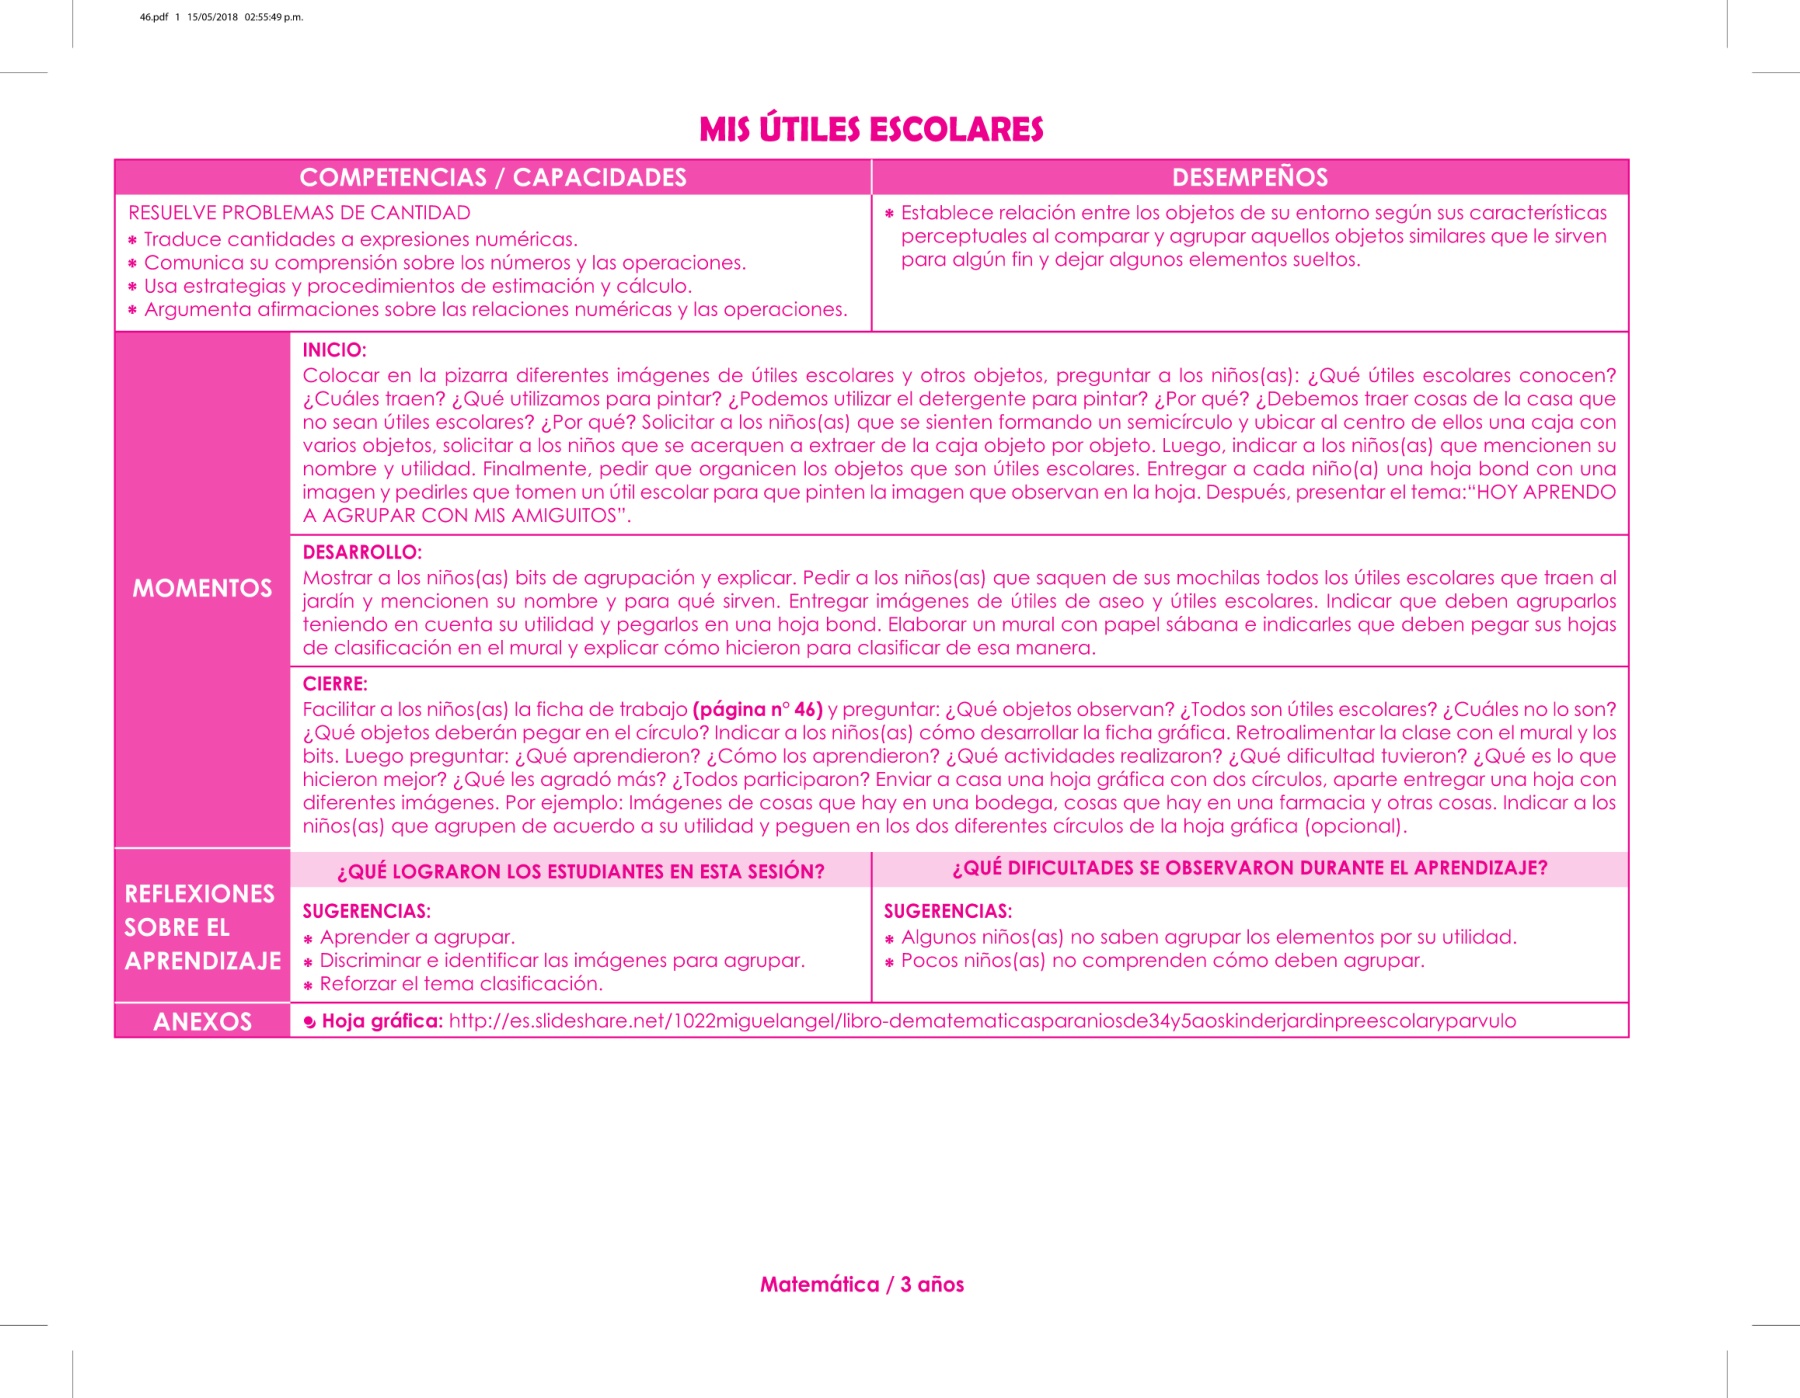 46.pdf 1 15/05/2018 02:55:49 p.m.
MIS ÚTILES ESCOLARES
COMPETENCIAS / CAPACIDADES
DESEMPEÑOS
RESUELVE PROBLEMAS DE CANTIDAD
* Traduce cantidades a expresiones numéricas.
* Comunica su comprensión sobre los números y las operaciones.
* Usa estrategias y procedimientos de estimación y cálculo.
* Argumenta afirmaciones sobre las relaciones numéricas y las operaciones.
* Establece relación entre los objetos de su entorno según sus características
perceptuales al comparar y agrupar aquellos objetos similares que le sirven
para algún fin y dejar algunos elementos sueltos.
MOMENTOS
INICIO:
Colocar en la pizarra diferentes imágenes de útiles escolares y otros objetos, preguntar a los niños(as): ¿Qué útiles escolares conocen?
¿Cuáles traen? ¿Qué utilizamos para pintar? ¿Podemos utilizar el detergente para pintar? ¿Por qué? ¿Debemos traer cosas de la casa que
no sean útiles escolares? ¿Por qué? Solicitar a los niños(as) que se sienten formando un semicírculo y ubicar al centro de ellos una caja con
varios objetos, solicitar a los niños que se acerquen a extraer de la caja objeto por objeto. Luego, indicar a los niños(as) que mencionen su
nombre y utilidad. Finalmente, pedir que organicen los objetos que son útiles escolares. Entregar a cada niño(a) una hoja bond con una
imagen y pedirles que tomen un útil escolar para que pinten la imagen que observan en la hoja. Después, presentar el tema:“HOY APRENDO
A AGRUPAR CON MIS AMIGUITOS”.
DESARROLLO:
Mostrar a los niños(as) bits de agrupación y explicar. Pedir a los niños(as) que saquen de sus mochilas todos los útiles escolares que traen al
jardín y mencionen su nombre y para qué sirven. Entregar imágenes de útiles de aseo y útiles escolares. Indicar que deben agruparlos
teniendo en cuenta su utilidad y pegarlos en una hoja bond. Elaborar un mural con papel sábana e indicarles que deben pegar sus hojas
de clasificación en el mural y explicar cómo hicieron para clasificar de esa manera.
CIERRE:
Facilitar a los niños(as) la ficha de trabajo (página n° 46) y preguntar: ¿Qué objetos observan? ¿Todos son útiles escolares? ¿Cuáles no lo son?
¿Qué objetos deberán pegar en el círculo? Indicar a los niños(as) cómo desarrollar la ficha gráfica. Retroalimentar la clase con el mural y los
bits. Luego preguntar: ¿Qué aprendieron? ¿Cómo los aprendieron? ¿Qué actividades realizaron? ¿Qué dificultad tuvieron? ¿Qué es lo que
hicieron mejor? ¿Qué les agradó más? ¿Todos participaron? Enviar a casa una hoja gráfica con dos círculos, aparte entregar una hoja con
diferentes imágenes. Por ejemplo: Imágenes de cosas que hay en una bodega, cosas que hay en una farmacia y otras cosas. Indicar a los
niños(as) que agrupen de acuerdo a su utilidad y peguen en los dos diferentes círculos de la hoja gráfica (opcional).
REFLEXIONES
SOBRE EL
APRENDIZAJE
¿QUÉ LOGRARON LOS ESTUDIANTES EN ESTA SESIÓN?
SUGERENCIAS:
* Aprender a agrupar.
* Discriminar e identificar las imágenes para agrupar.
* Reforzar el tema clasificación.
¿QUÉ DIFICULTADES SE OBSERVARON DURANTE EL APRENDIZAJE?
SUGERENCIAS:
* Algunos niños(as) no saben agrupar los elementos por su utilidad.
* Pocos niños(as) no comprenden cómo deben agrupar.
ANEXOS
Hoja gráfica: http://es.slideshare.net/1022miguelangel/libro-dematematicasparaniosde34y5aoskinderjardinpreescolaryparvulo
Matemática / 3 años